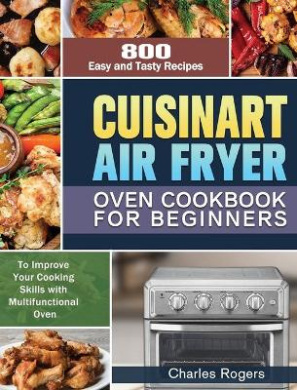 800
Easy and Tasty Recipes
CUISINART
AIR FRYER
OVEN COOKBOOK
FOR BEGINNERS
To Improve
Your Cooking
Skills with
Multifunctional
Oven
Charles Rogers